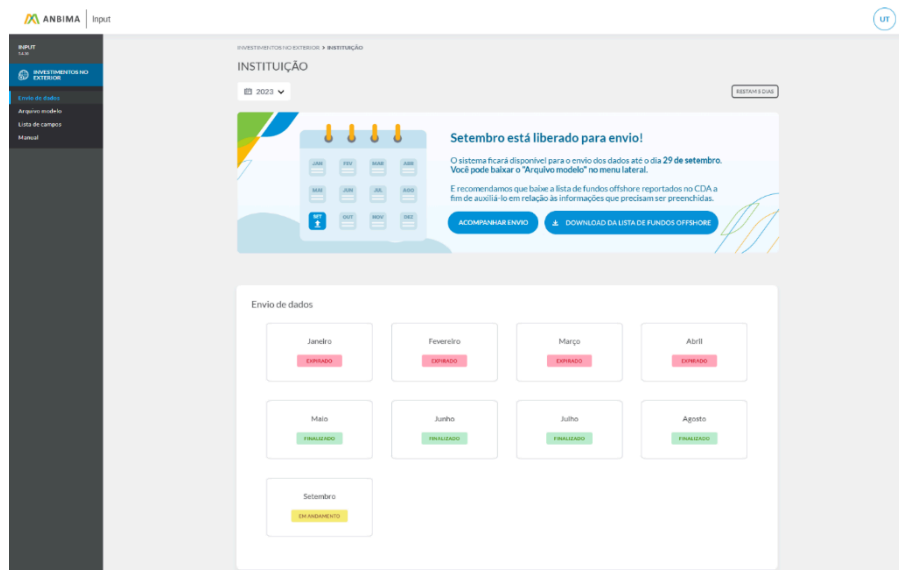 ANBIMA Input
UT
INPUT
INVESTIMENTOS NO
EXTERIOR
Envio de dados
Arquivo modelo
Lista de campos
Manual
INVESTIMENTOS NO EXTERIOR > INSTITUIÇÃO
INSTITUIÇÃO
2023
RESTAM 8 DIAS
JAN FEV MAR ABR
MAI JUN JUL AGO
SET OUT NOV DEZ
Setembro está liberado para envio!
O sistema ficará disponível para o envio dos dados até o dia 29 de setembro.
Você pode baixar o "Arquivo modelo" no menu lateral.
E recomendamos que baixe a lista de fundos offshore reportados no CDA a
fim de auxiliá-lo em relação às informações que precisam ser preenchidas.
ACOMPANHAR ENVIO DOWNLOAD DA LISTA DE FUNDOS OFFSHORE
Envio de dados
Janeiro Fevereiro Março Abril
EXPIRADO EXPIRADO EXPIRADO EXPIRADO
Maio Junho Julho Agosto
FINALIZADO FINALIZADO FINALIZADO FINALIZADO
Setembro
EM ANDAMENTO